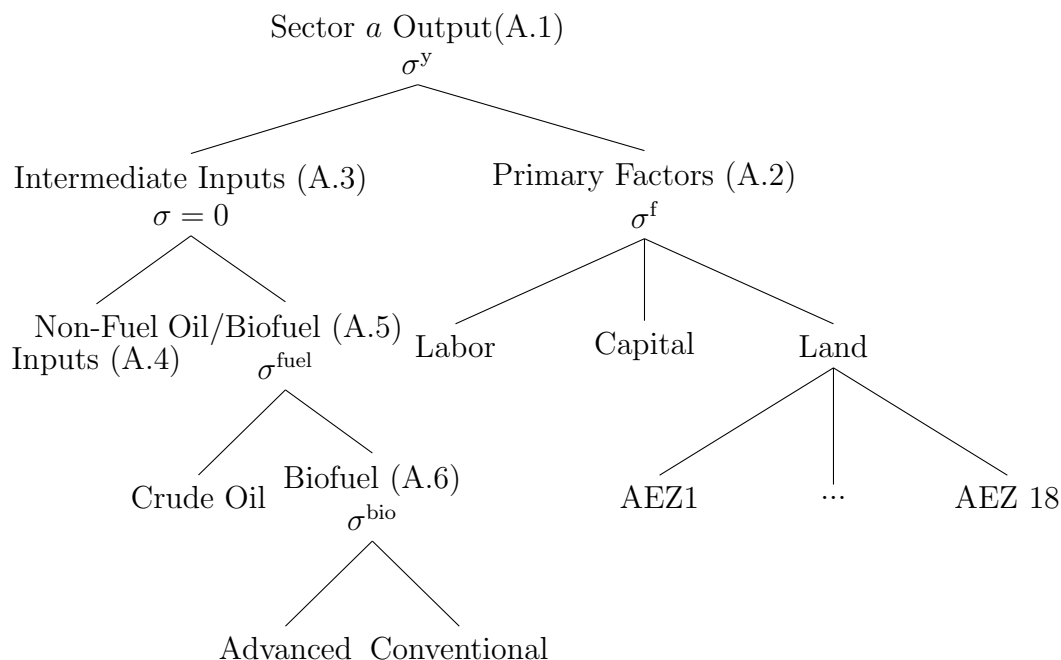 Sector a Output(A.1)
σ^y
Intermediate Inputs (A.3)
σ = 0
Primary Factors (A.2)
σ^f
Non-Fuel
Inputs (A.4)
Oil/Biofuel (A.5)
σ^fuel
Labor
Capital
Land
Crude Oil
Biofuel (A.6)
σ^bio
AEZ1
...
AEZ 18
Advanced
Conventional